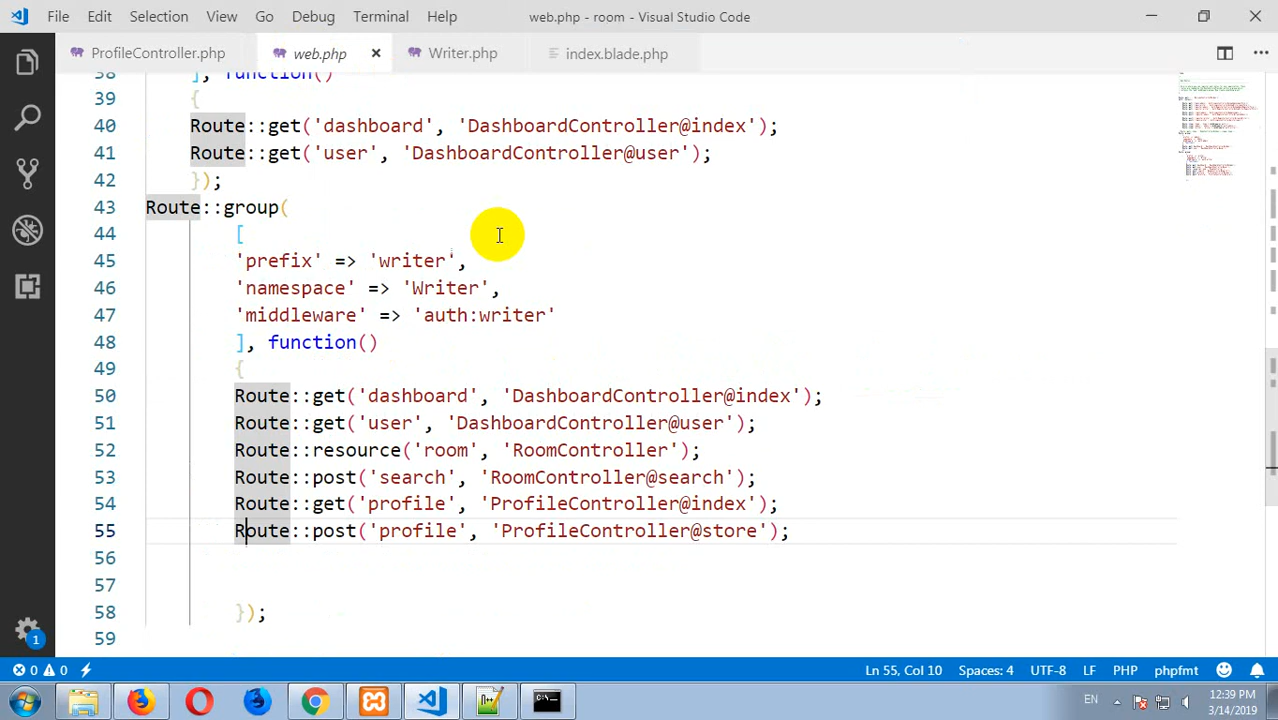 File Edit Selection View Go Debug Terminal Help web.php - room - Visual Studio Code
ProfileController.php web.php Writer.php index.blade.php
38 ], function()
39 {
40 Route::get('dashboard', 'DashboardController@index');
41 Route::get('user', 'DashboardController@user');
42 });
43 Route::group(
44 [
45 'prefix' => 'writer',
46 'namespace' => 'Writer',
47 'middleware' => 'auth:writer'
48 ], function()
49 {
50 Route::get('dashboard', 'DashboardController@index');
51 Route::get('user', 'DashboardController@user');
52 Route::resource('room', 'RoomController');
53 Route::post('search', 'RoomController@search');
54 Route::get('profile', 'ProfileController@index');
55 Route::post('profile', 'ProfileController@store');
56
57
58 });
59
1
0 0 Ln 55, Col 10 Spaces: 4 UTF-8 LF PHP phpfmt
EN 12:39 PM
3/14/2019